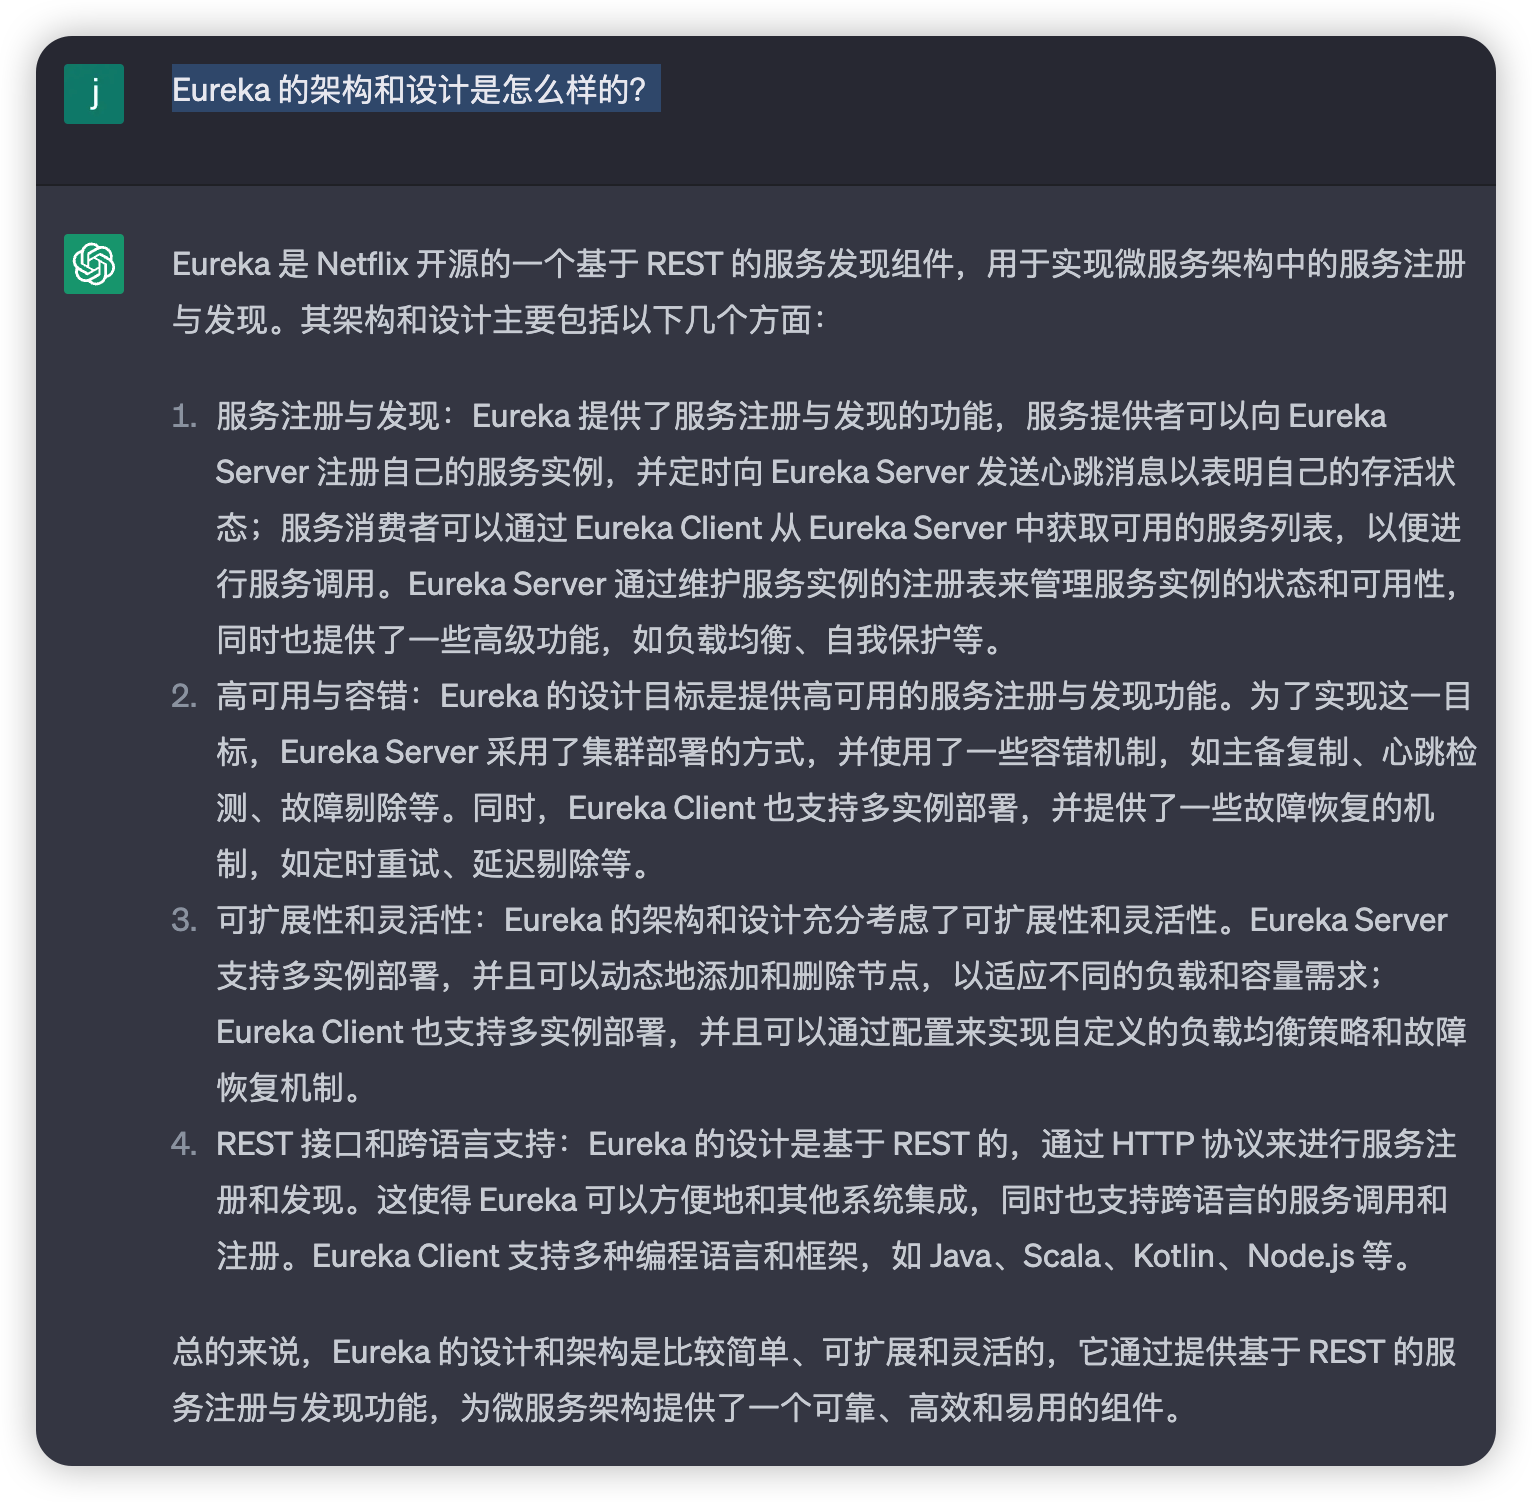 j
Eureka 的架构和设计是怎么样的？
Eureka 是 Netflix 开源的一个基于 REST 的服务发现组件，用于实现微服务架构中的服务注册
与发现。其架构和设计主要包括以下几个方面：
1. 服务注册与发现：Eureka 提供了服务注册与发现的功能，服务提供者可以向 Eureka
Server 注册自己的服务实例，并定时向 Eureka Server 发送心跳消息以表明自己的存活状
态；服务消费者可以通过 Eureka Client 从 Eureka Server 中获取可用的服务列表，以便进
行服务调用。Eureka Server 通过维护服务实例的注册表来管理服务实例的状态和可用性，
同时也提供了一些高级功能，如负载均衡、自我保护等。
2. 高可用与容错：Eureka 的设计目标是提供高可用的服务注册与发现功能。为了实现这一目
标，Eureka Server 采用了集群部署的方式，并使用了一些容错机制，如主备复制、心跳检
测、故障剔除等。同时，Eureka Client 也支持多实例部署，并提供了一些故障恢复的机
制，如定时重试、延迟剔除等。
3. 可扩展性和灵活性：Eureka 的架构和设计充分考虑了可扩展性和灵活性。Eureka Server
支持多实例部署，并且可以动态地添加和删除节点，以适应不同的负载和容量需求；
Eureka Client 也支持多实例部署，并且可以通过配置来实现自定义的负载均衡策略和故障
恢复机制。
4. REST 接口和跨语言支持：Eureka 的设计是基于 REST 的，通过 HTTP 协议来进行服务注
册和发现。这使得 Eureka 可以方便地和其他系统集成，同时也支持跨语言的服务调用和
注册。Eureka Client 支持多种编程语言和框架，如 Java、Scala、Kotlin、Node.js 等。
总的来说，Eureka 的设计和架构是比较简单、可扩展和灵活的，它通过提供基于 REST 的服
务注册与发现功能，为微服务架构提供了一个可靠、高效和易用的组件。